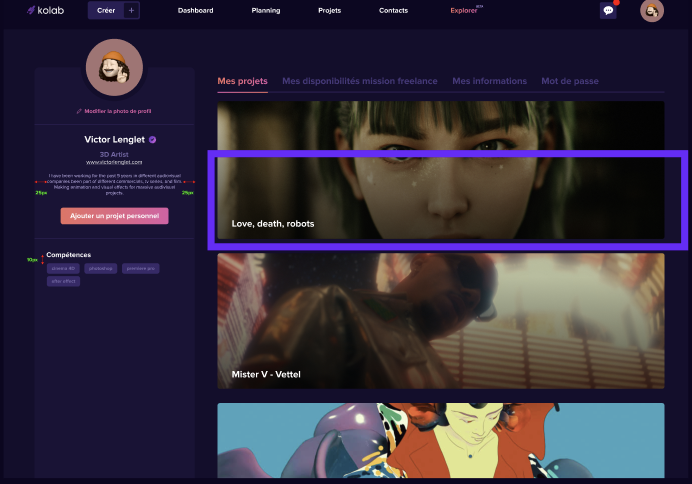 kolab
Créer +
Dashboard
Planning
Projets
Contacts
Explorer BETA
Mes projets
Mes disponibilités mission freelance
Mes informations
Mot de passe
Modifier la photo de profil
Victor Lenglet
3D Artist
www.victorlenglet.com
I have been working for the past 9 years in different audiovisual
companies been part of different commercials, tv series, and film.
Making animation and visual effects for massive audiovisual
projects.
25px
25px
Ajouter un projet personnel
10px
Compétences
cinema 4d
photoshop
premiere pro
after effect
Love, death, robots
Mister V - Vettel